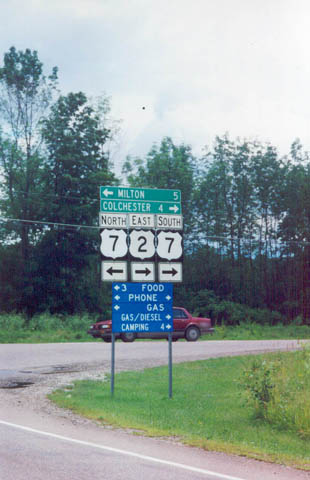 ← MILTON 5
COLCHESTER 4 →
NORTH EAST SOUTH
7 2 7
← → →
← 3 FOOD
← PHONE →
GAS →
GAS/DIESEL →
CAMPING 4 →